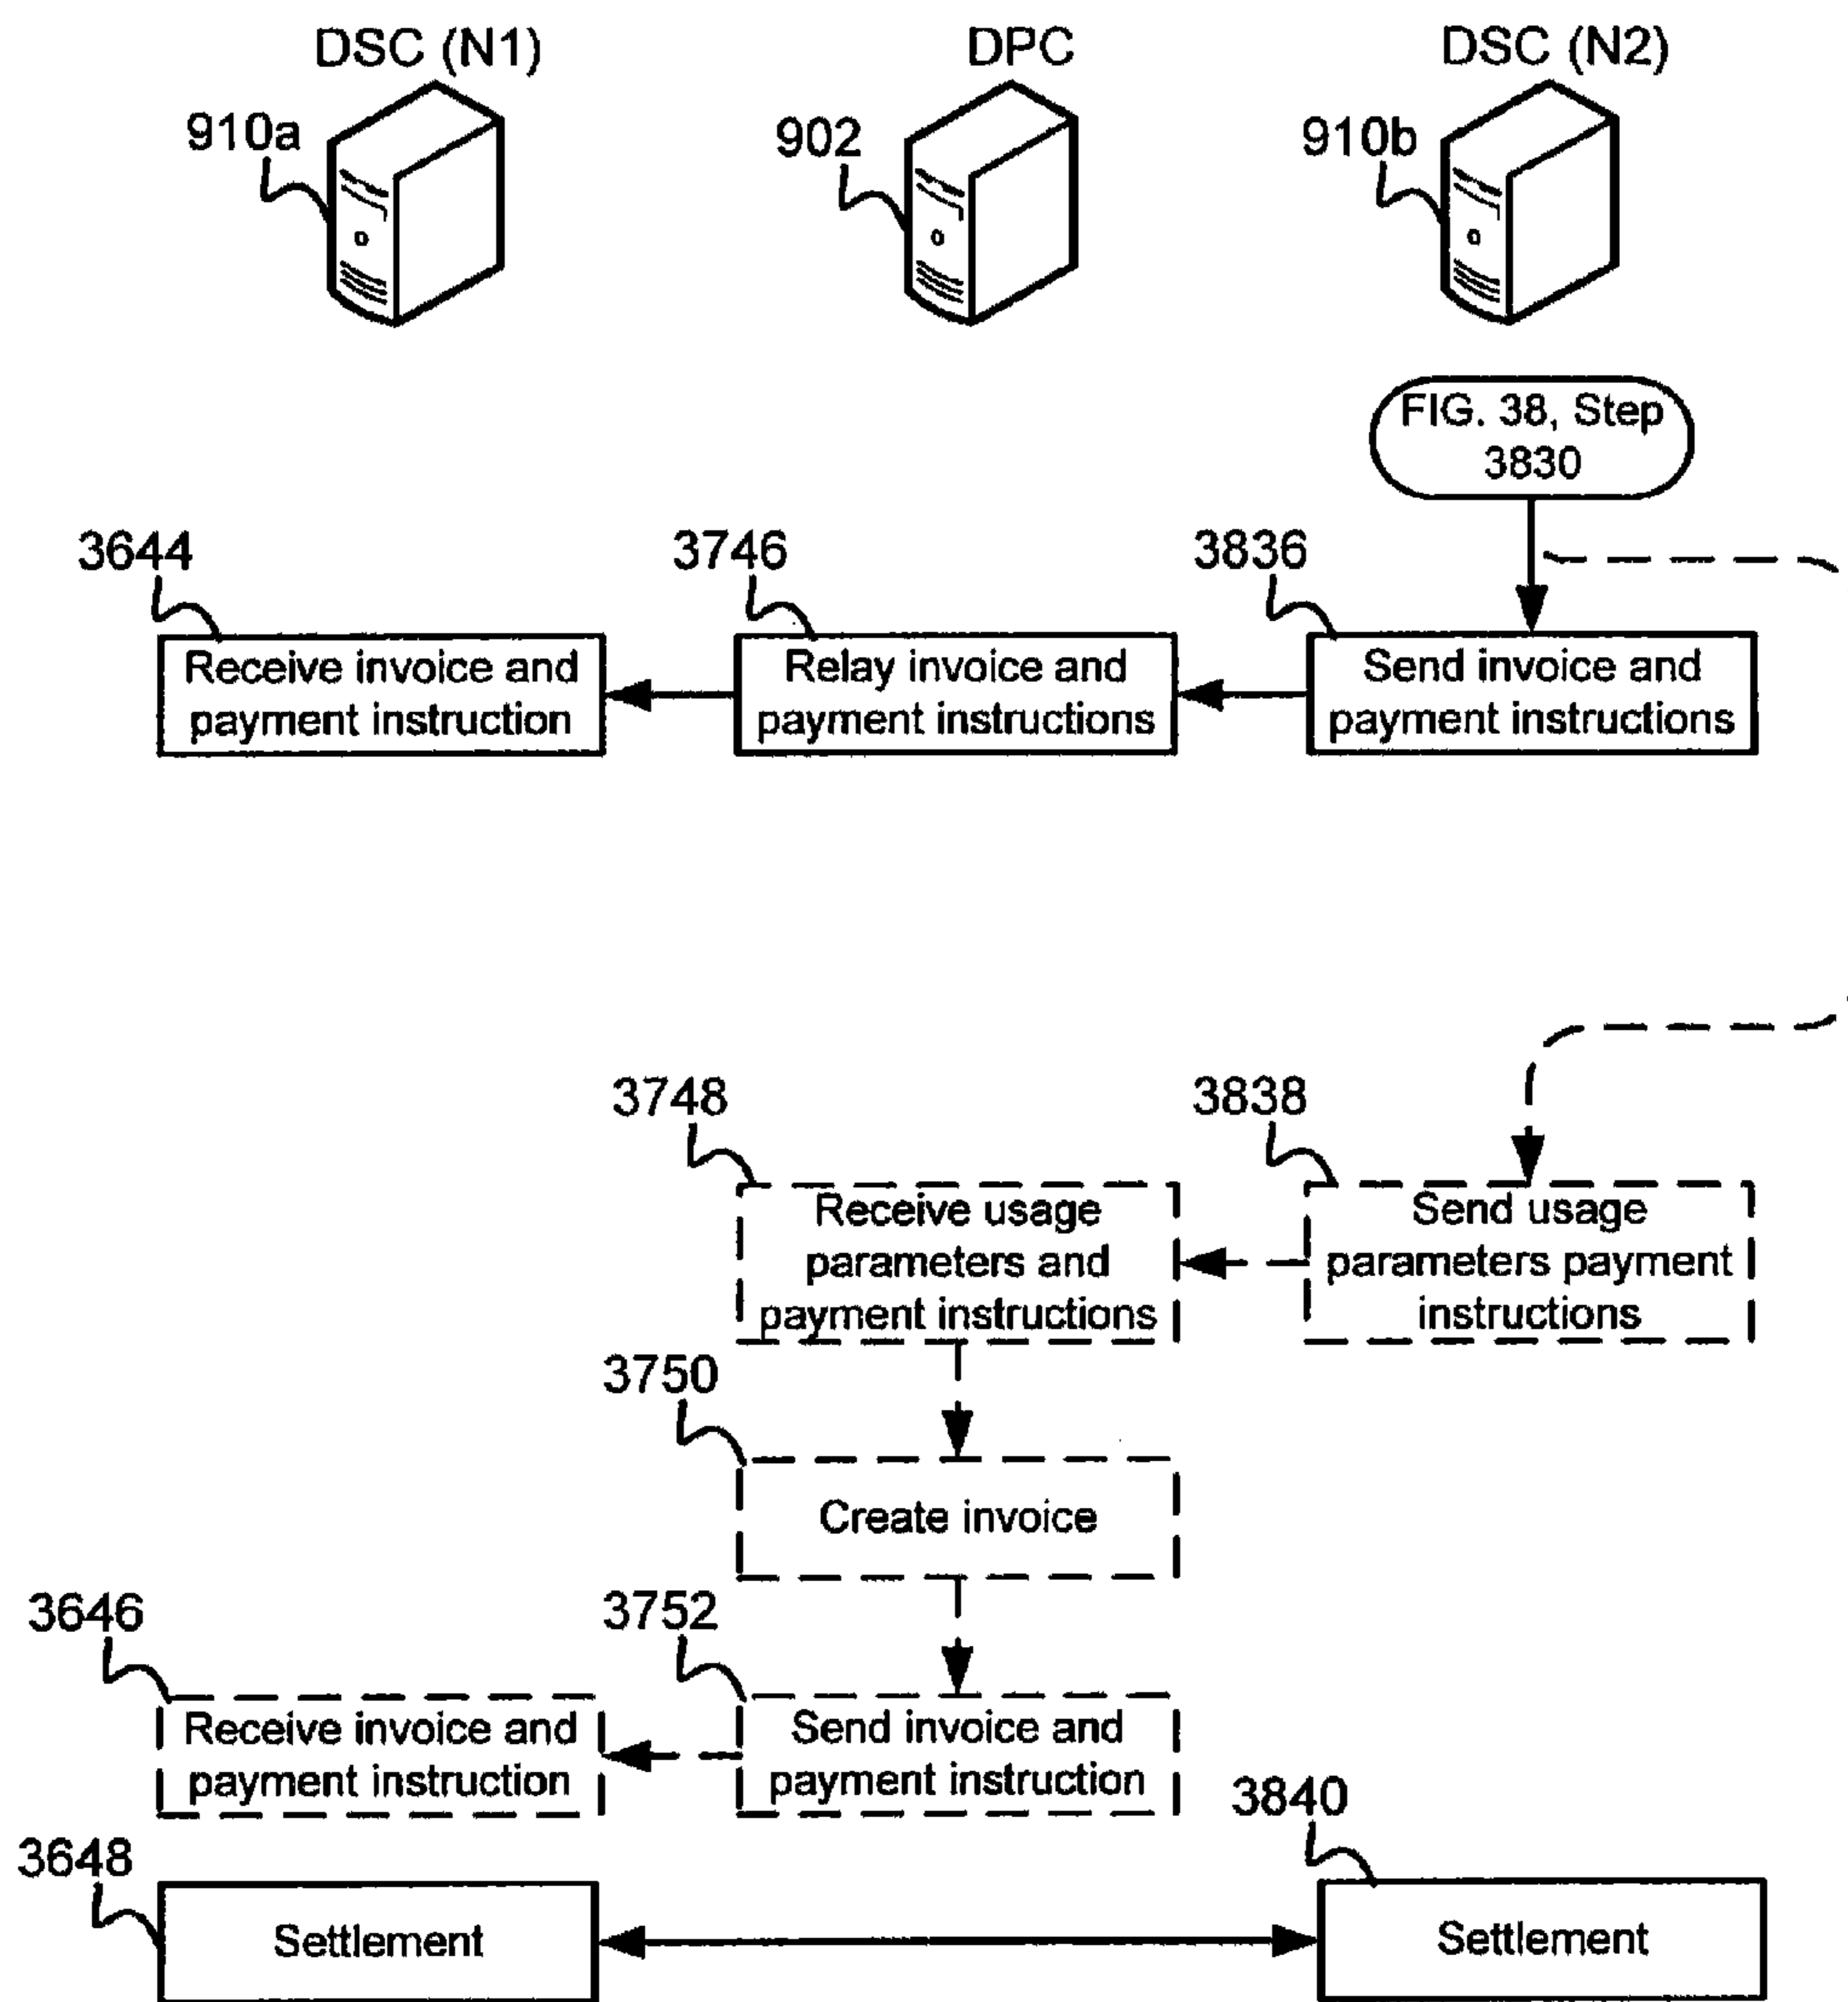 DSC (N1)
DPC
DSC (N2)
910a
902
910b
FIG. 38, Step
3830
3644
3746
3836
Receive invoice and
payment instruction
Relay invoice and
payment instructions
Send invoice and
payment instructions
3748
3838
Receive usage
parameters and
payment instructions
Send usage
parameters payment
instructions
3750
Create invoice
3646
3752
Receive invoice and
payment instruction
Send invoice and
payment instruction
3648
3840
Settlement
Settlement